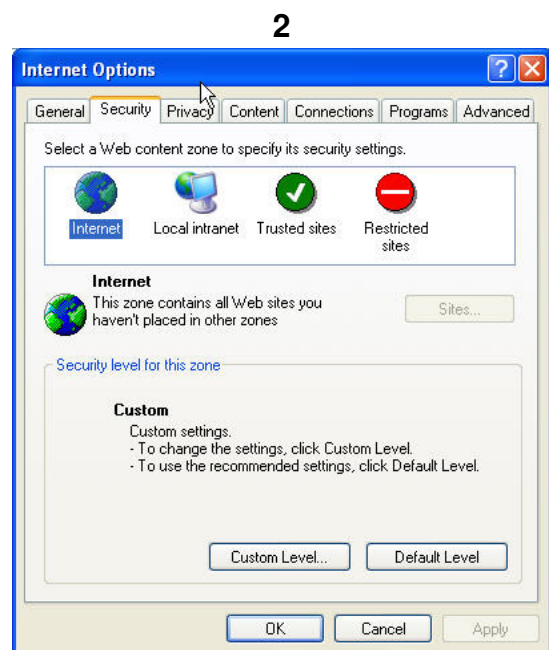 2
Internet Options
General Security Privacy Content Connections Programs Advanced
Select a Web content zone to specify its security settings.
Internet Local intranet Trusted sites Restricted sites
Internet
This zone contains all Web sites you
haven't placed in other zones
Sites...
Security level for this zone
Custom
Custom settings.
- To change the settings, click Custom Level.
- To use the recommended settings, click Default Level.
Custom Level... Default Level
OK Cancel Apply